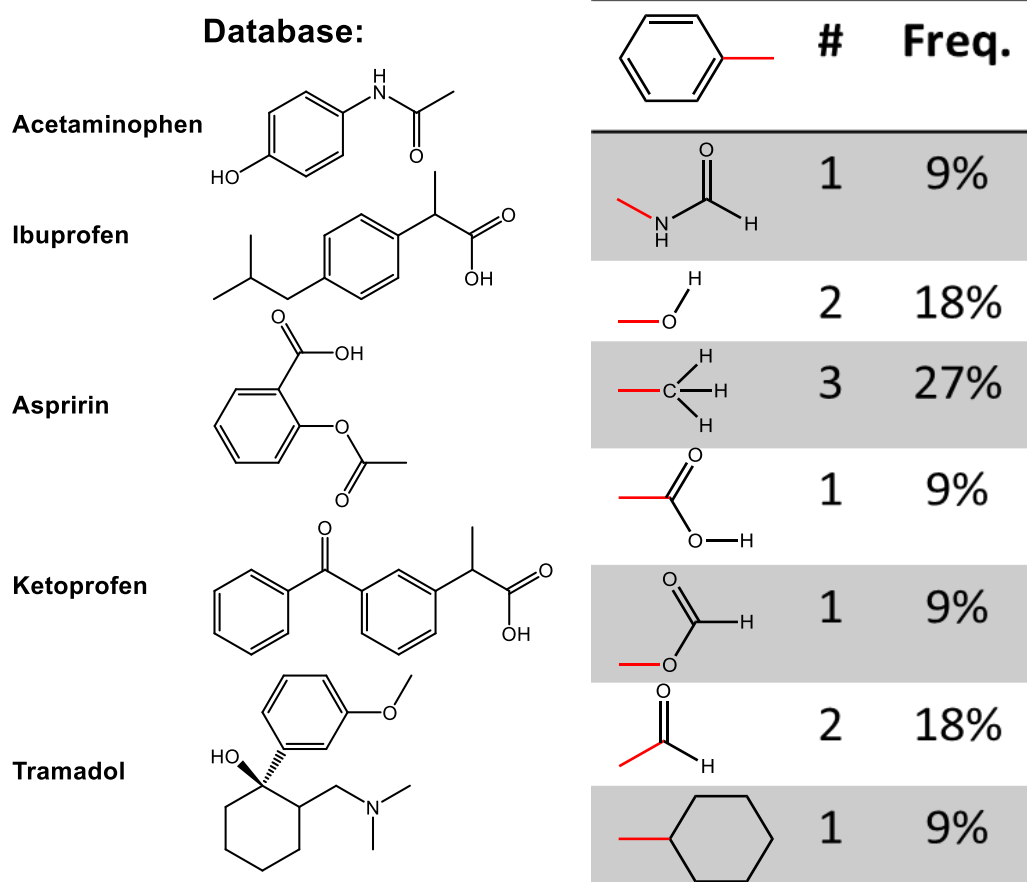 Database:
Acetaminophen
H
N
O
HO
Ibuprofen
O
OH
Aspririn
O
OH
O
O
Ketoprofen
O
O
OH
Tramadol
O
HO
N
# Freq.
O
N
H
H
1 9%
H
O
2 18%
H
C
H
H
3 27%
O
O
H
1 9%
O
H
O
1 9%
O
H
2 18%
1 9%